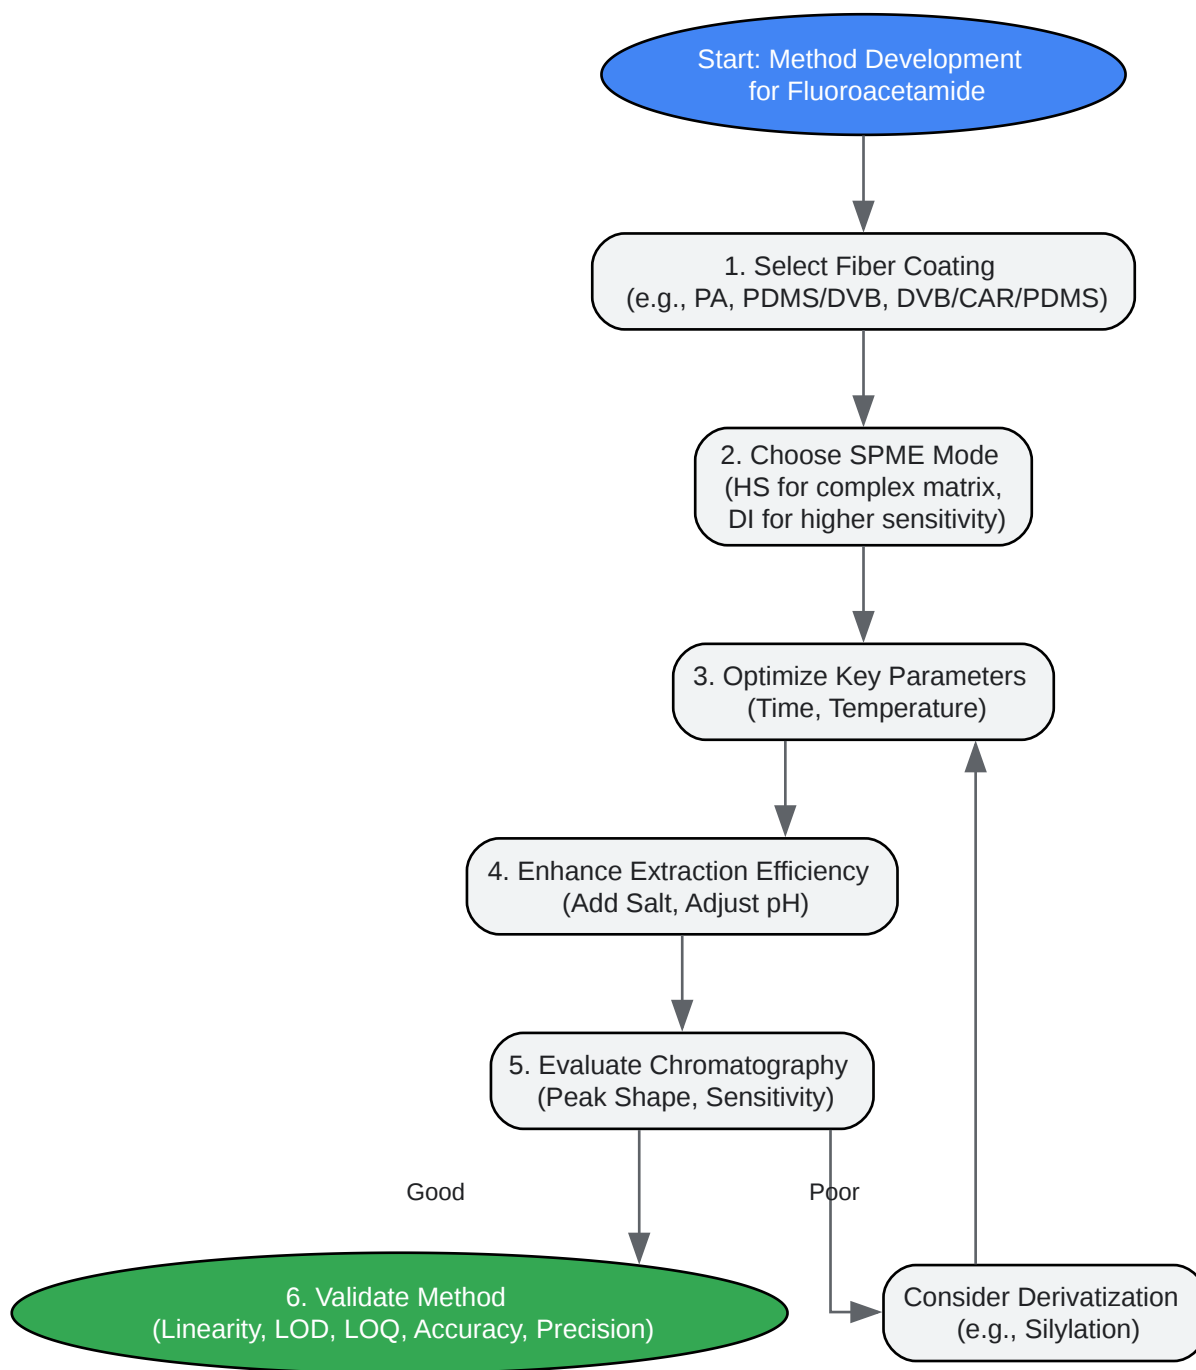 Start: Method Development
for Fluoroacetamide
1. Select Fiber Coating
(e.g., PA, PDMS/DVB, DVB/CAR/PDMS)
2. Choose SPME Mode
(HS for complex matrix,
DI for higher sensitivity)
3. Optimize Key Parameters
(Time, Temperature)
4. Enhance Extraction Efficiency
(Add Salt, Adjust pH)
5. Evaluate Chromatography
(Peak Shape, Sensitivity)
Good
Poor
6. Validate Method
(Linearity, LOD, LOQ, Accuracy, Precision)
Consider Derivatization
(e.g., Silylation)